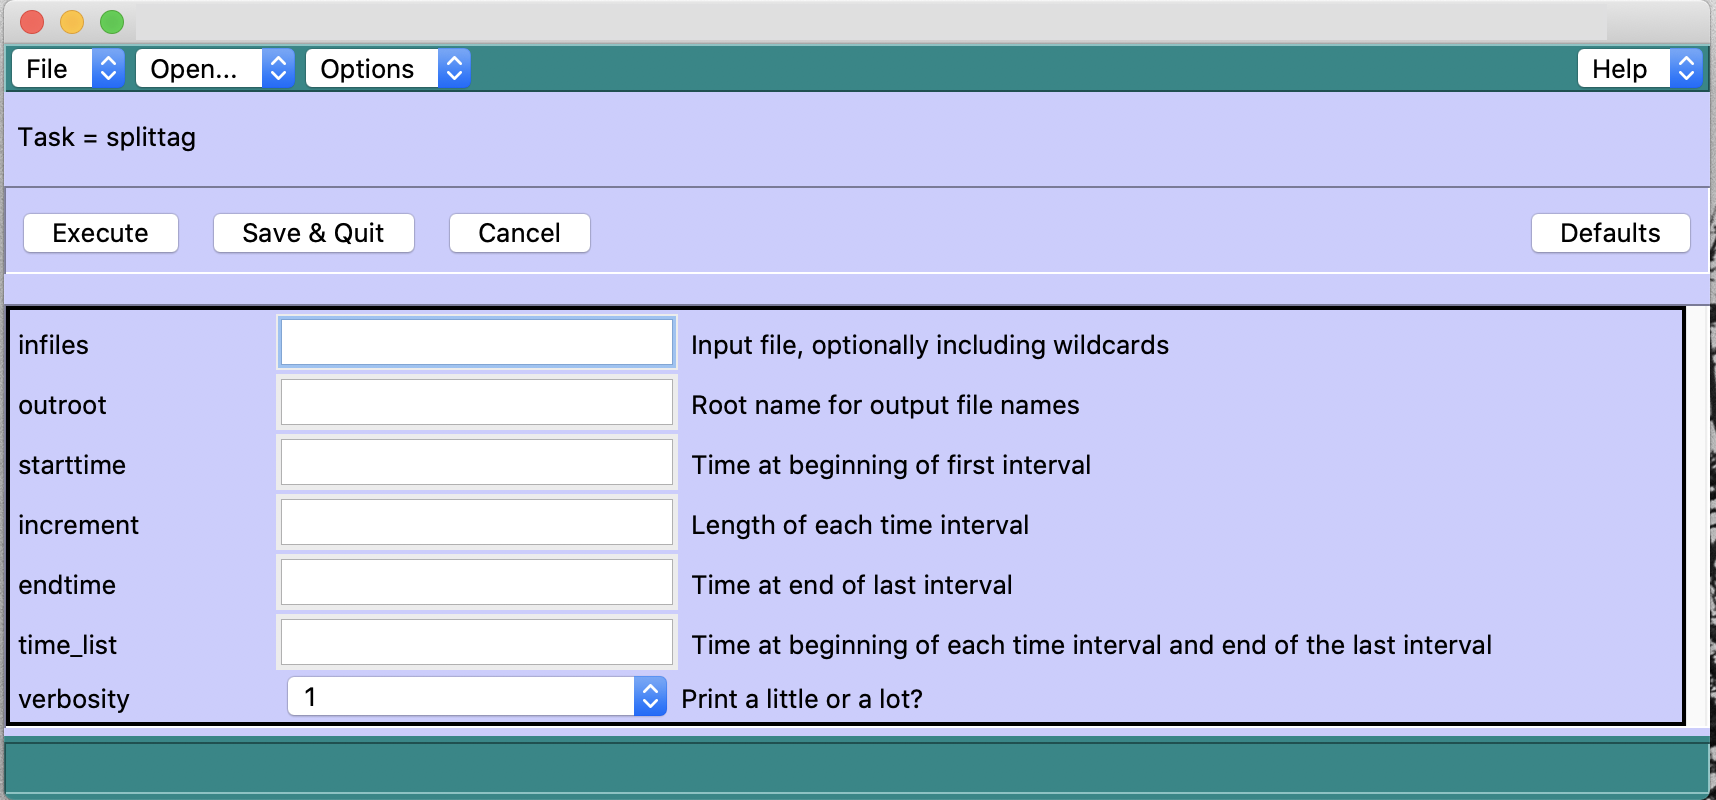 File Open... Options Help
Task = splittag
Execute Save & Quit Cancel Defaults
infiles Input file, optionally including wildcards
outroot Root name for output file names
starttime Time at beginning of first interval
increment Length of each time interval
endtime Time at end of last interval
time_list Time at beginning of each time interval and end of the last interval
verbosity 1 Print a little or a lot?